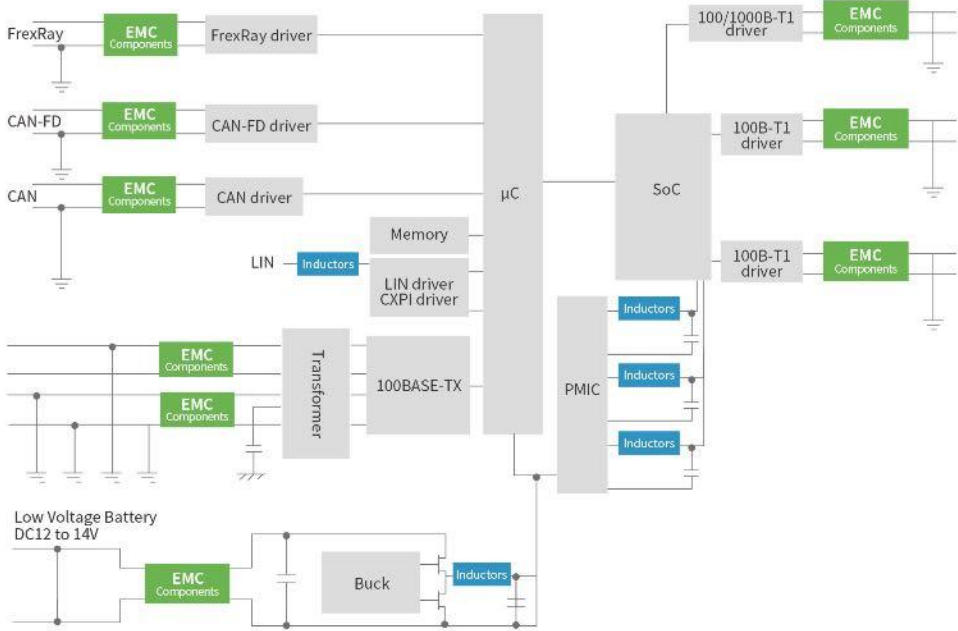 FrexRay
EMC
Components
FrexRay driver
CAN-FD
EMC
Components
CAN-FD driver
CAN
EMC
Components
CAN driver
Memory
LIN
Inductors
LIN driver
CXPI driver
EMC
Components
EMC
Components
Transformer
100BASE-TX
µC
SoC
100/1000B-T1
driver
EMC
Components
100B-T1
driver
EMC
Components
100B-T1
driver
EMC
Components
PMIC
Inductors
Inductors
Inductors
Low Voltage Battery
DC12 to 14V
EMC
Components
Buck
Inductors